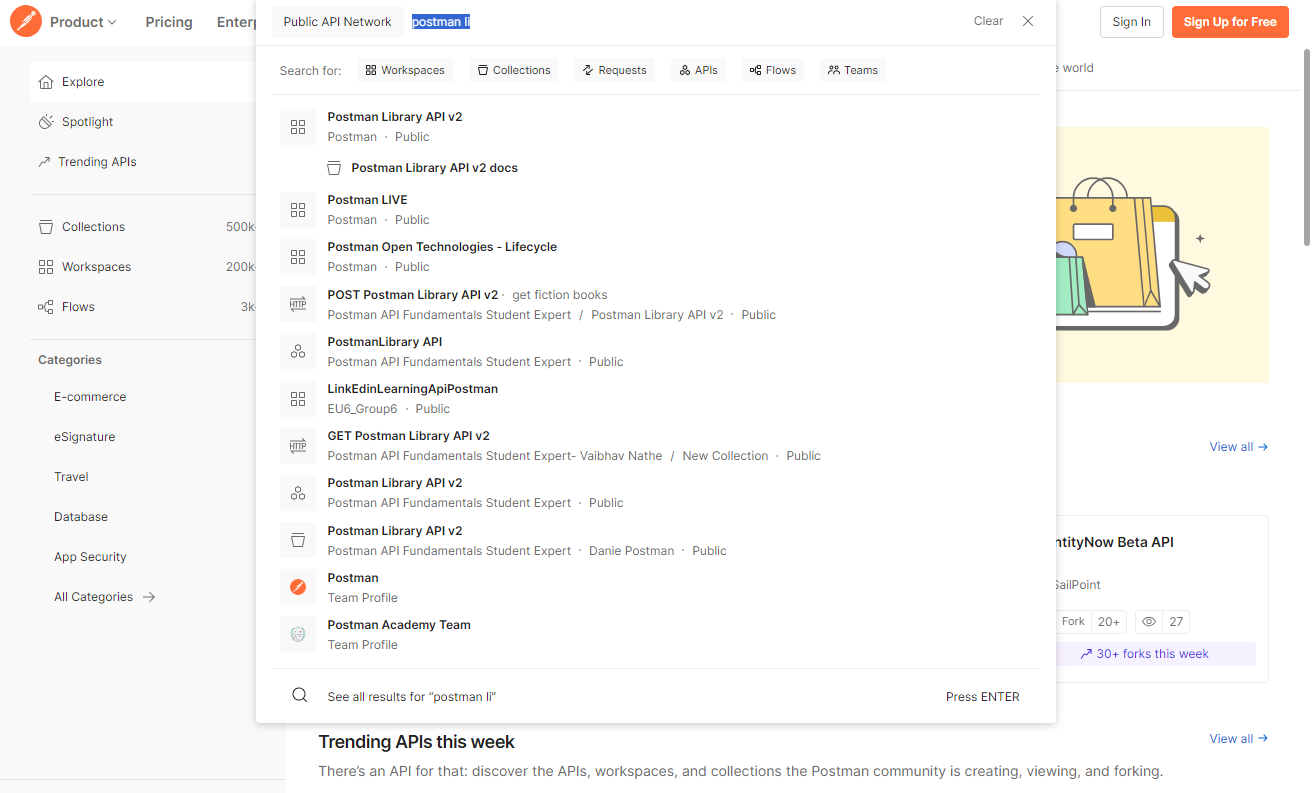 Product Pricing Public API Network postman li Clear Sign In Sign Up for Free
Search for: Workspaces Collections Requests APIs Flows Teams
world
Explore
Spotlight
Trending APIs
Collections 500k
Workspaces 200k
Flows 3k
Categories
E-commerce
eSignature
Travel
Database
App Security
All Categories
Postman Library API v2
Postman · Public
Postman Library API v2 docs
Postman LIVE
Postman · Public
Postman Open Technologies - Lifecycle
Postman · Public
HTTP
POST Postman Library API v2 · get fiction books
Postman API Fundamentals Student Expert / Postman Library API v2 · Public
PostmanLibrary API
Postman API Fundamentals Student Expert · Public
LinkEdinLearningApiPostman
EU6_Group6 · Public
HTTP
GET Postman Library API v2
Postman API Fundamentals Student Expert- Vaibhav Nathe / New Collection · Public
Postman Library API v2
Postman API Fundamentals Student Expert · Public
Postman Library API v2
Postman API Fundamentals Student Expert · Danie Postman · Public
Postman
Team Profile
Postman Academy Team
Team Profile
See all results for “postman li” Press ENTER
View all
ntityNow Beta API
SailPoint
Fork 20+ 27
30+ forks this week
Trending APIs this week
View all
There’s an API for that: discover the APIs, workspaces, and collections the Postman community is creating, viewing, and forking.